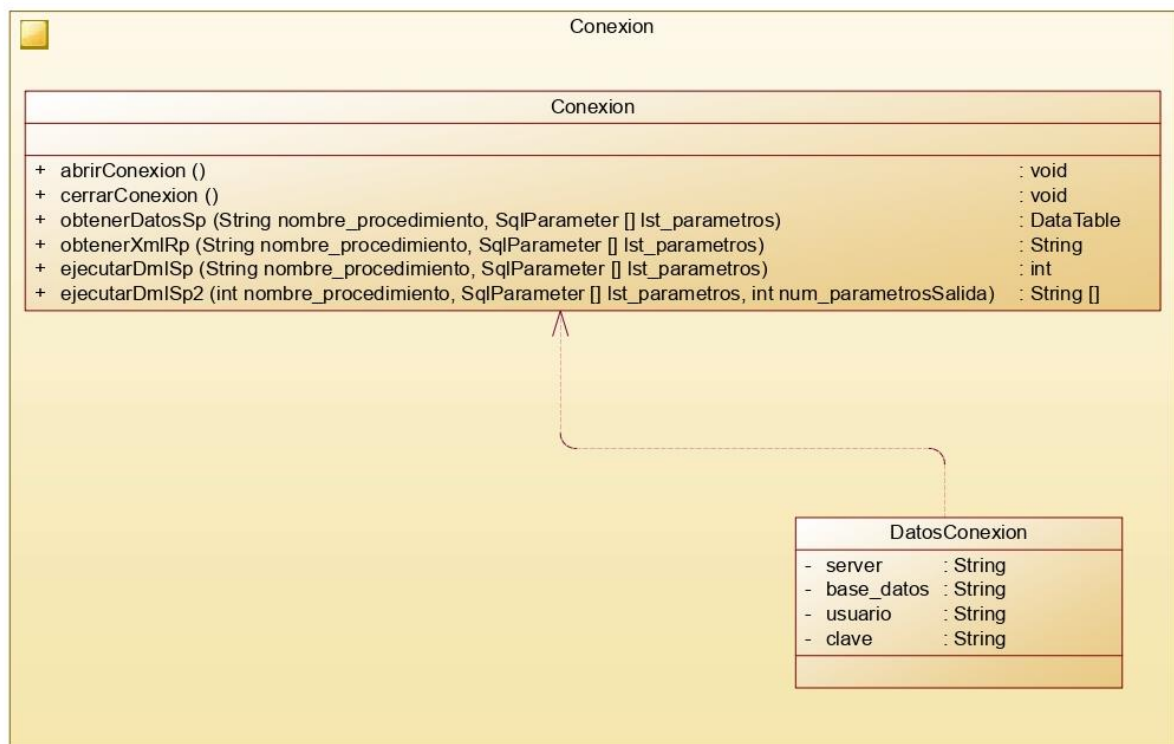 Conexion
Conexion
+ abrirConexion () : void
+ cerrarConexion () : void
+ obtenerDatosSp (String nombre_procedimiento, SqlParameter [] lst_parametros) : DataTable
+ obtenerXmlRp (String nombre_procedimiento, SqlParameter [] lst_parametros) : String
+ ejecutarDmlSp (String nombre_procedimiento, SqlParameter [] lst_parametros) : int
+ ejecutarDmlSp2 (int nombre_procedimiento, SqlParameter [] lst_parametros, int num_parametrosSalida) : String []
DatosConexion
- server : String
- base_datos : String
- usuario : String
- clave : String